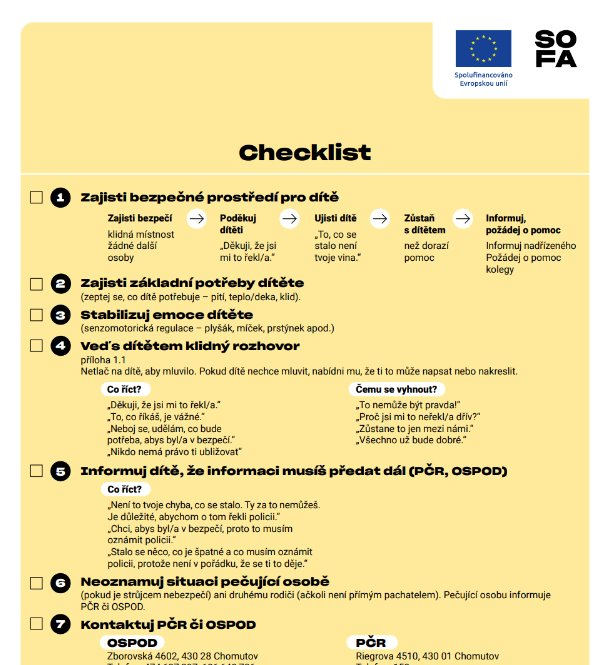 Spolufinancováno
Evropskou unií
SO
FA
Checklist
1 Zajisti bezpečné prostředí pro dítě
Zajisti bezpečí
klidná místnost
žádné další
osoby
Poděkuj
dítěti
„Děkuji, že jsi
mi to řekl/a.“
Ujisti dítě
„To, co se
stalo není
tvoje vina.“
Zůstaň
s dítětem
než dorazí
pomoc
Informuj,
požádej o pomoc
Informuj nadřízeného
Požádej o pomoc
kolegy
2 Zajisti základní potřeby dítěte
(zeptej se, co dítě potřebuje – pití, teplo/deka, klid).
3 Stabilizuj emoce dítěte
(senzomotorická regulace – plyšák, míček, prstýnek apod.)
4 Veď s dítětem klidný rozhovor
příloha 1.1
Netlač na dítě, aby mluvilo. Pokud dítě nechce mluvit, nabídni mu, že ti to může napsat nebo nakreslit.
Co říct?
„Děkuji, že jsi mi to řekl/a.“
„To, co říkáš, je vážné.“
„Neboj se, udělám, co bude
potřeba, abys byl/a v bezpečí.“
„Nikdo nemá právo ti ubližovat“
Čemu se vyhnout?
„To nemůže být pravda!“
„Proč jsi mi to neřekl/a dřív?“
„Zůstane to jen mezi námi.“
„Všechno už bude dobré.“
5 Informuj dítě, že informaci musíš předat dál (PČR, OSPOD)
Co říct?
„Není to tvoje chyba, co se stalo. Ty za to nemůžeš.
Je důležité, abychom o tom řekli policii.“
„Chci, abys byl/a v bezpečí, proto to musím
oznámit policii.“
„Stalo se něco, co je špatné a co musím oznámit
policii, protože není v pořádku, že se ti to děje.“
6 Neoznamuj situaci pečující osobě
(pokud je strůjcem nebezpečí) ani druhému rodiči (ačkoli není přímým pachatelem). Pečující osobu informuje
PČR či OSPOD.
7 Kontaktuj PČR či OSPOD
OSPOD
Zborovská 4602, 430 28 Chomutov
PČR
Riegrova 4510, 430 01 Chomutov